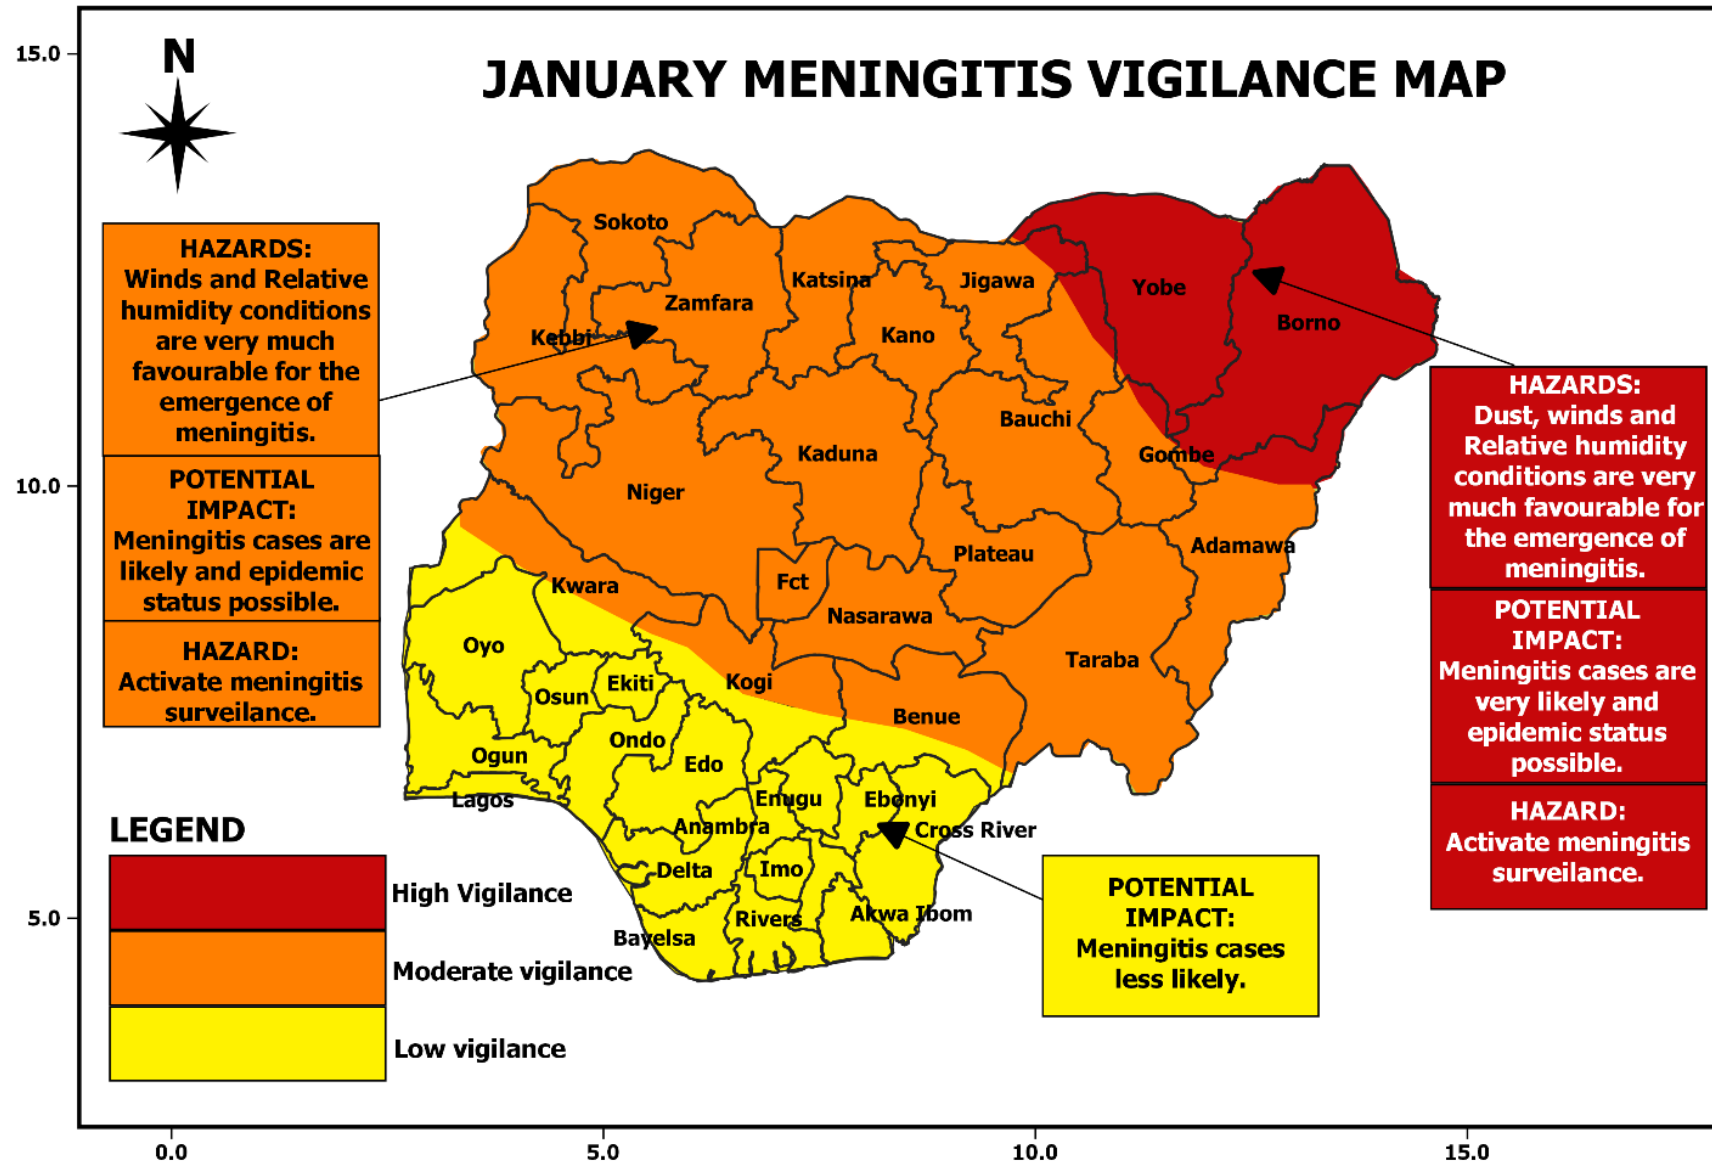 JANUARY MENINGITIS VIGILANCE MAP
N
15.0
10.0
5.0
0.0
5.0
10.0
15.0
HAZARDS:
Winds and Relative
humidity conditions
are very much
favourable for the
emergence of
meningitis.
POTENTIAL
IMPACT:
Meningitis cases are
likely and epidemic
status possible.
HAZARD:
Activate meningitis
surveilance.
Sokoto
Zamfara
Kebbi
Katsina
Kano
Jigawa
Yobe
Borno
Bauchi
Gombe
Kaduna
Niger
Plateau
Adamawa
Fct
Kwara
Nasarawa
Taraba
Oyo
Kogi
Benue
Osun
Ekiti
Ondo
Ogun
Edo
Lagos
Enugu
Ebonyi
Anambra
Cross River
Delta
Imo
Rivers
Akwa Ibom
Bayelsa
HAZARDS:
Dust, winds and
Relative humidity
conditions are very
much favourable for
the emergence of
meningitis.
POTENTIAL
IMPACT:
Meningitis cases are
very likely and
epidemic status
possible.
HAZARD:
Activate meningitis
surveilance.
POTENTIAL
IMPACT:
Meningitis cases
less likely.
LEGEND
High Vigilance
Moderate vigilance
Low vigilance